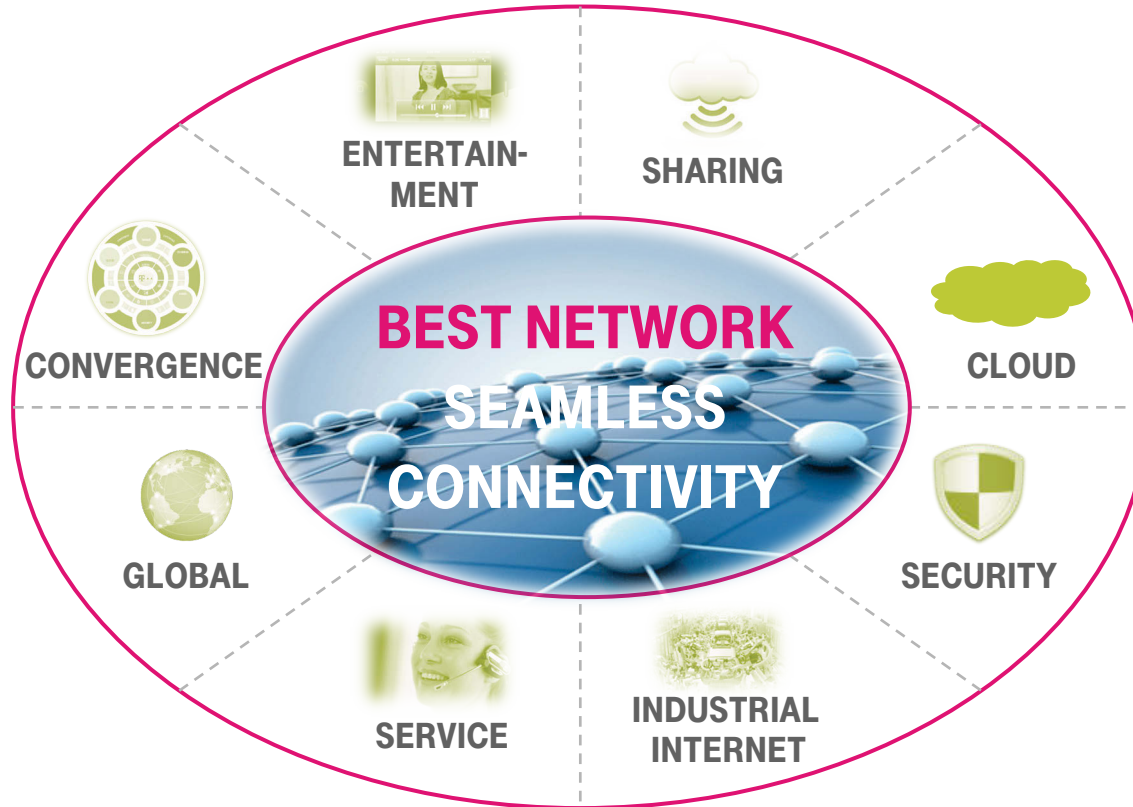 ENTERTAIN-
MENT
SHARING
CONVERGENCE
BEST NETWORK
SEAMLESS
CONNECTIVITY
CLOUD
GLOBAL
SECURITY
SERVICE
INDUSTRIAL
INTERNET